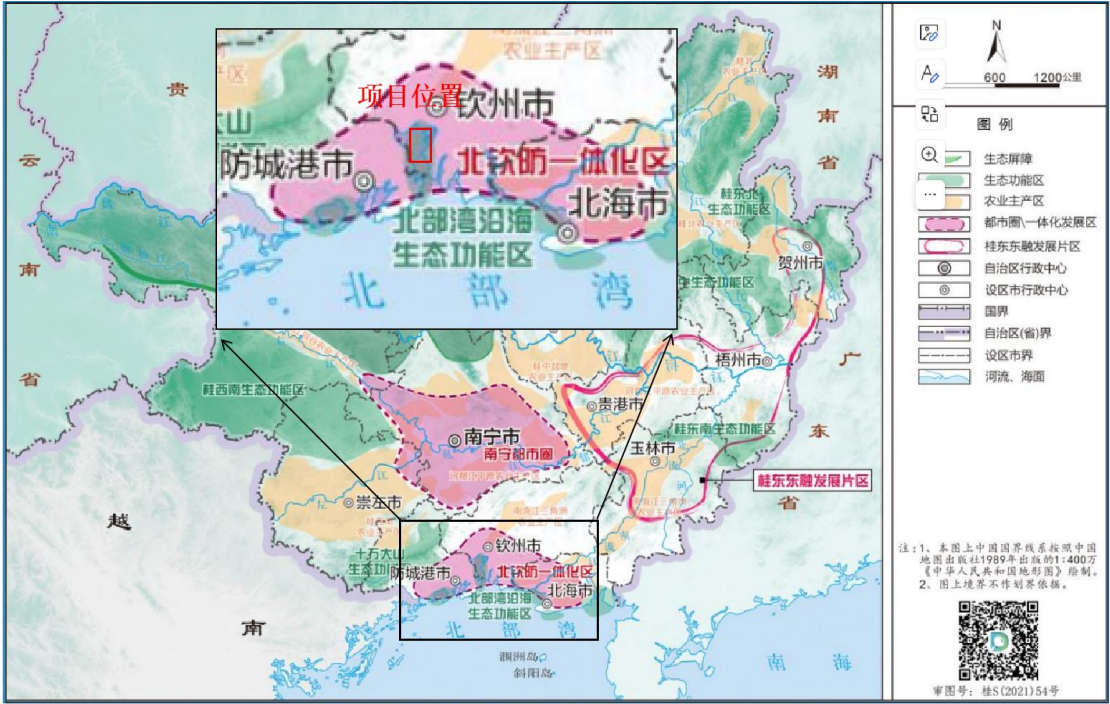 贵
云
南
省
越
南
农业主产区
项目位置
钦州市
防城港市
北钦防一体化区
北海市
北部湾沿海
生态功能区
北 部 湾
桂东北
生态功能区
生态功能区
贺州市
梧州市
贵港市
桂东南生态功能区
玉林市
桂西南生态功能区
南宁市
南宁都市圈
崇左市
桂东东融发展片区
十万大山
生态功
钦州市
防城港市
北钦防一体化区
北海市
北部湾沿海
生态功能区
北 部 湾
涠洲岛
斜阳岛
南 海
湖
南
省
广
东
省
N
600 1200公里
图 例
生态屏障
生态功能区
农业主产区
都市圈\一体化发展区
桂东东融发展片区
自治区行政中心
设区市行政中心
国界
自治区(省)界
设区市界
河流、海面
注:1、本图上中国国界线系按照中国
地图出版社1989年出版的1:400万
《中华人民共和国地形图》绘制。
2、图上境界不作划界依据。
审图号: 桂S(2021)54号